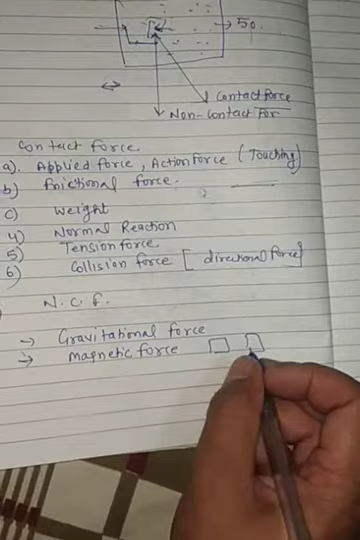 → 50.
Contact force
Non-Contact For
Contact force.
a). Applied force, Action force (Touching)
b) Frictional force.
c) Weight
4) Normal Reaction
5) Tension force
6) Collision force [directional force]
N.C.F.
→ Gravitational force
→ Magnetic force